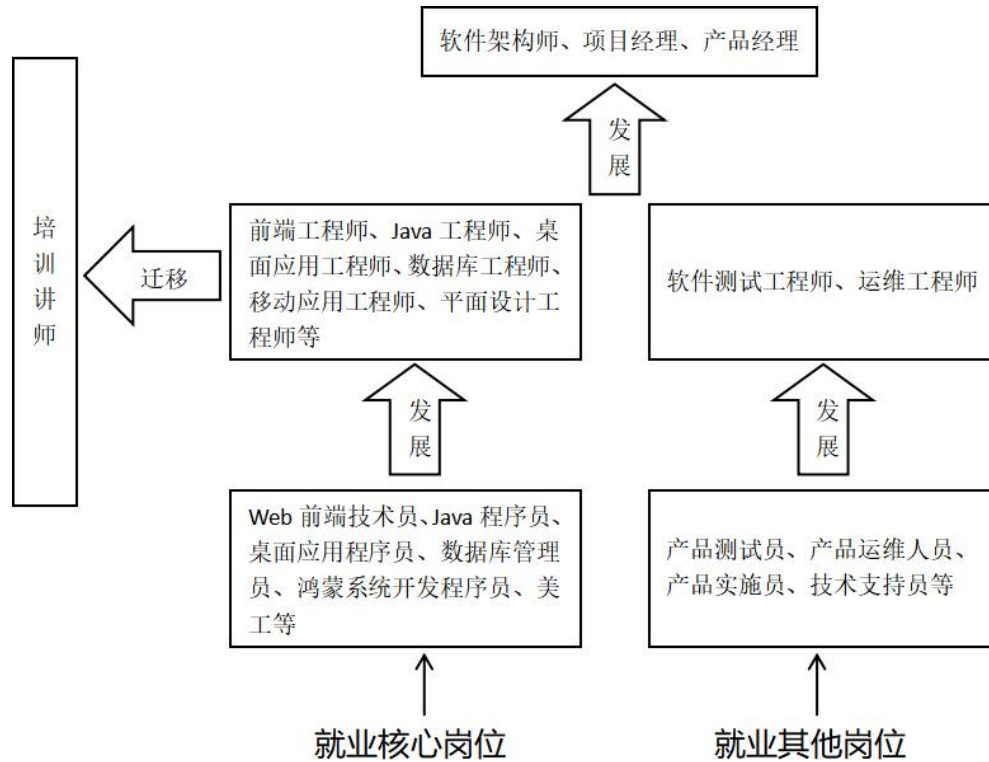 软件架构师、项目经理、产品经理
发
展
培
训
讲
师
迁移
前端工程师、Java 工程师、桌
面应用工程师、数据库工程师、
移动应用工程师、平面设计工
程师等
软件测试工程师、运维工程师
发
展
发
展
Web 前端技术员、Java 程序员、
桌面应用程序员、数据库管理
员、鸿蒙系统开发程序员、美
工等
产品测试员、产品运维人员、
产品实施员、技术支持员等
就业核心岗位
就业其他岗位